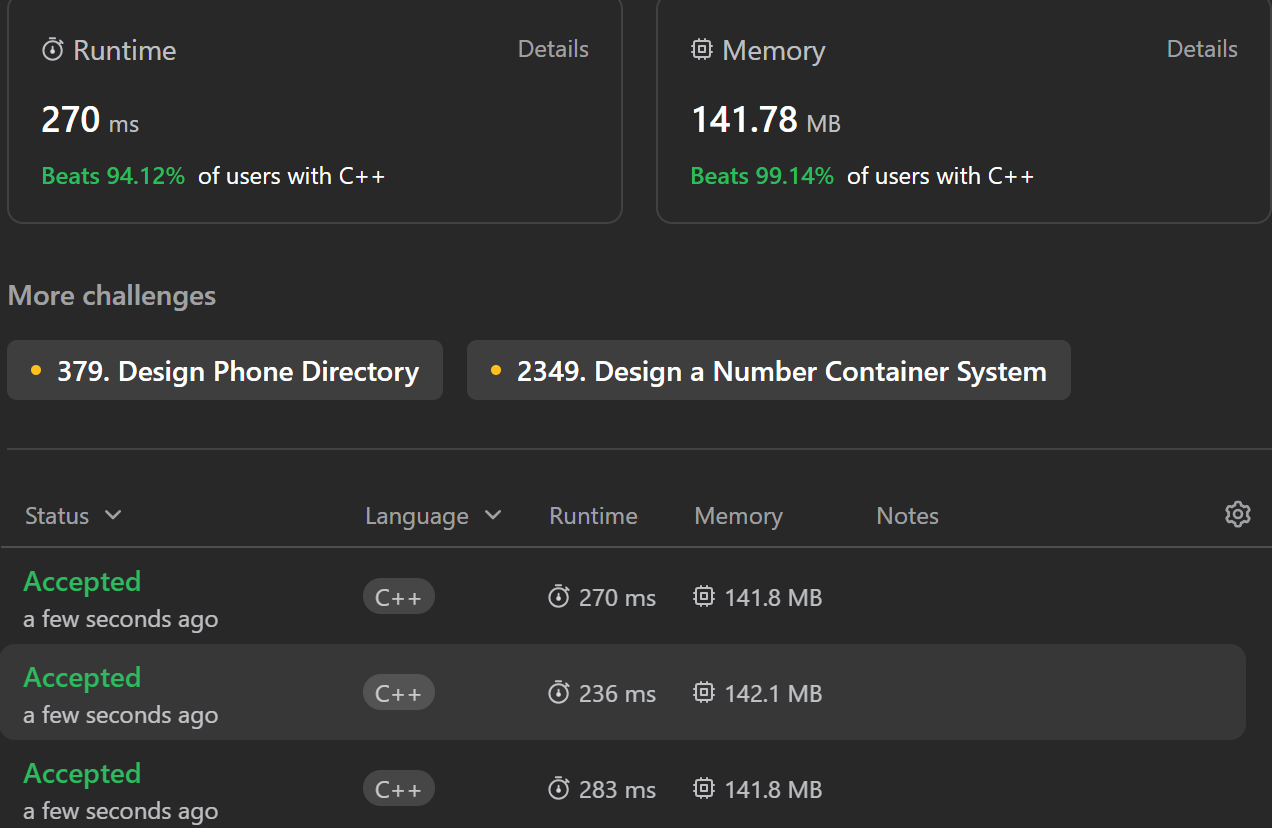 Runtime Details
270 ms
Beats 94.12% of users with C++
Memory Details
141.78 MB
Beats 99.14% of users with C++
More challenges
379. Design Phone Directory
2349. Design a Number Container System
Status Language Runtime Memory Notes
Accepted
a few seconds ago
C++ 270 ms 141.8 MB
Accepted
a few seconds ago
C++ 236 ms 142.1 MB
Accepted
a few seconds ago
C++ 283 ms 141.8 MB